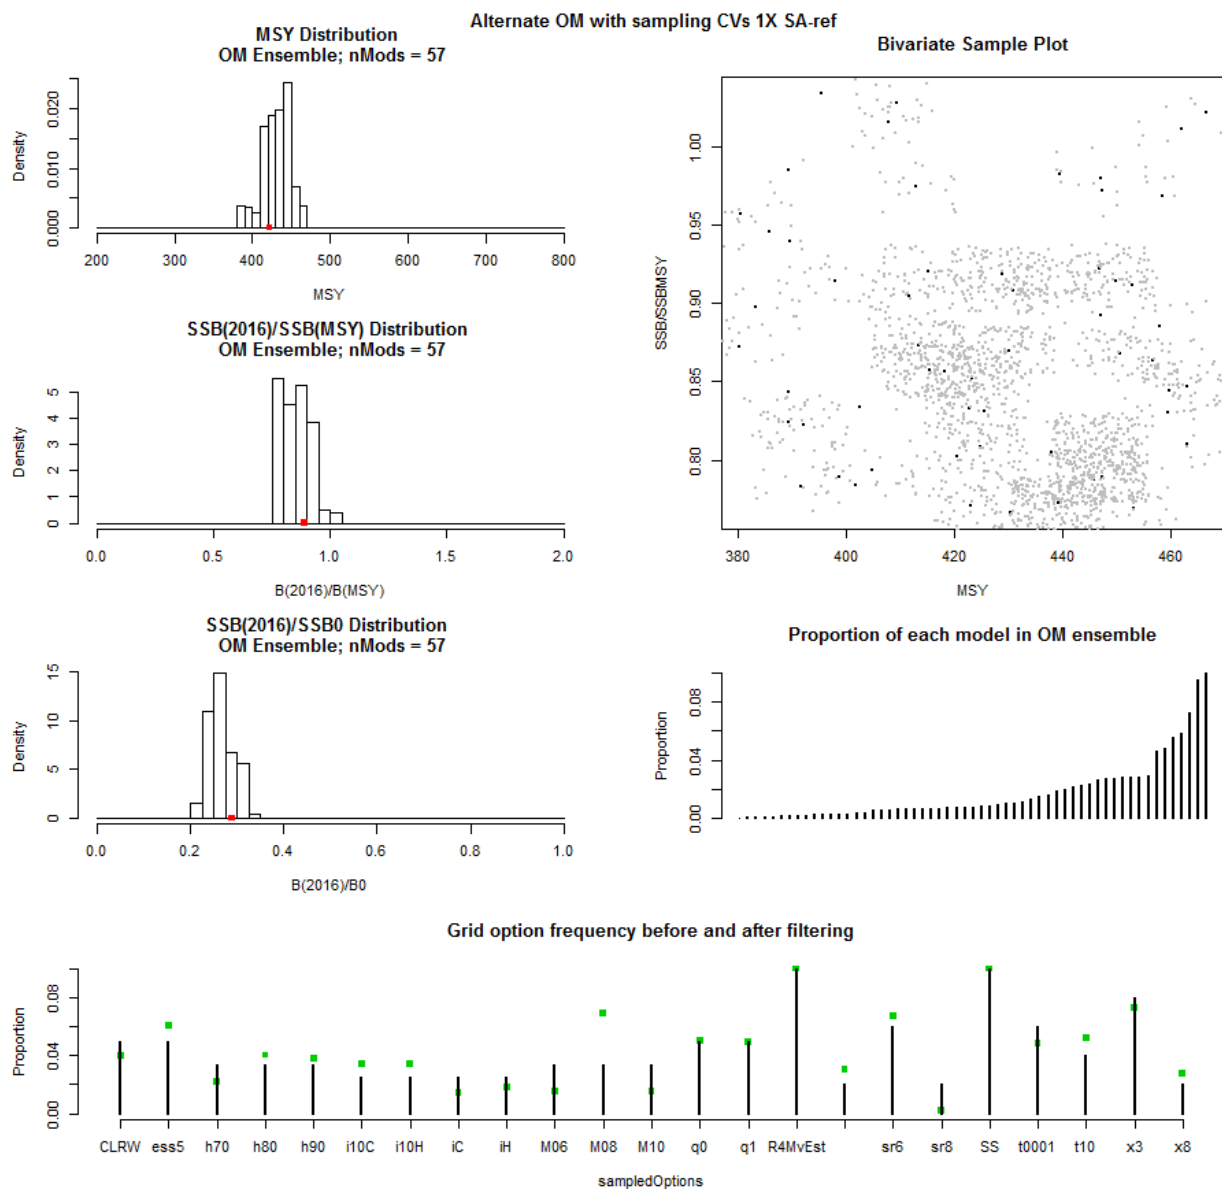 Alternate OM with sampling CVs 1X SA-ref
MSY Distribution
OM Ensemble; nMods = 57
Density
0.000 0.010 0.020
200 300 400 500 600 700 800
MSY
Bivariate Sample Plot
SSB/SSBMSY
0.80 0.85 0.90 0.95 1.00
380 400 420 440 460
MSY
SSB(2016)/SSB(MSY) Distribution
OM Ensemble; nMods = 57
Density
0 1 2 3 4 5
0.0 0.5 1.0 1.5 2.0
B(2016)/B(MSY)
SSB(2016)/SSB0 Distribution
OM Ensemble; nMods = 57
Density
0 5 10 15
0.0 0.2 0.4 0.6 0.8 1.0
B(2016)/B0
Proportion of each model in OM ensemble
Proportion
0.00 0.04 0.08
Grid option frequency before and after filtering
Proportion
0.00 0.04 0.08
CLRW ess5 h70 h80 h90 i10C i10H iC iH M06 M08 M10 q0 q1 R4MvEst sr6 sr8 SS t0001 t10 x3 x8
sampledOptions